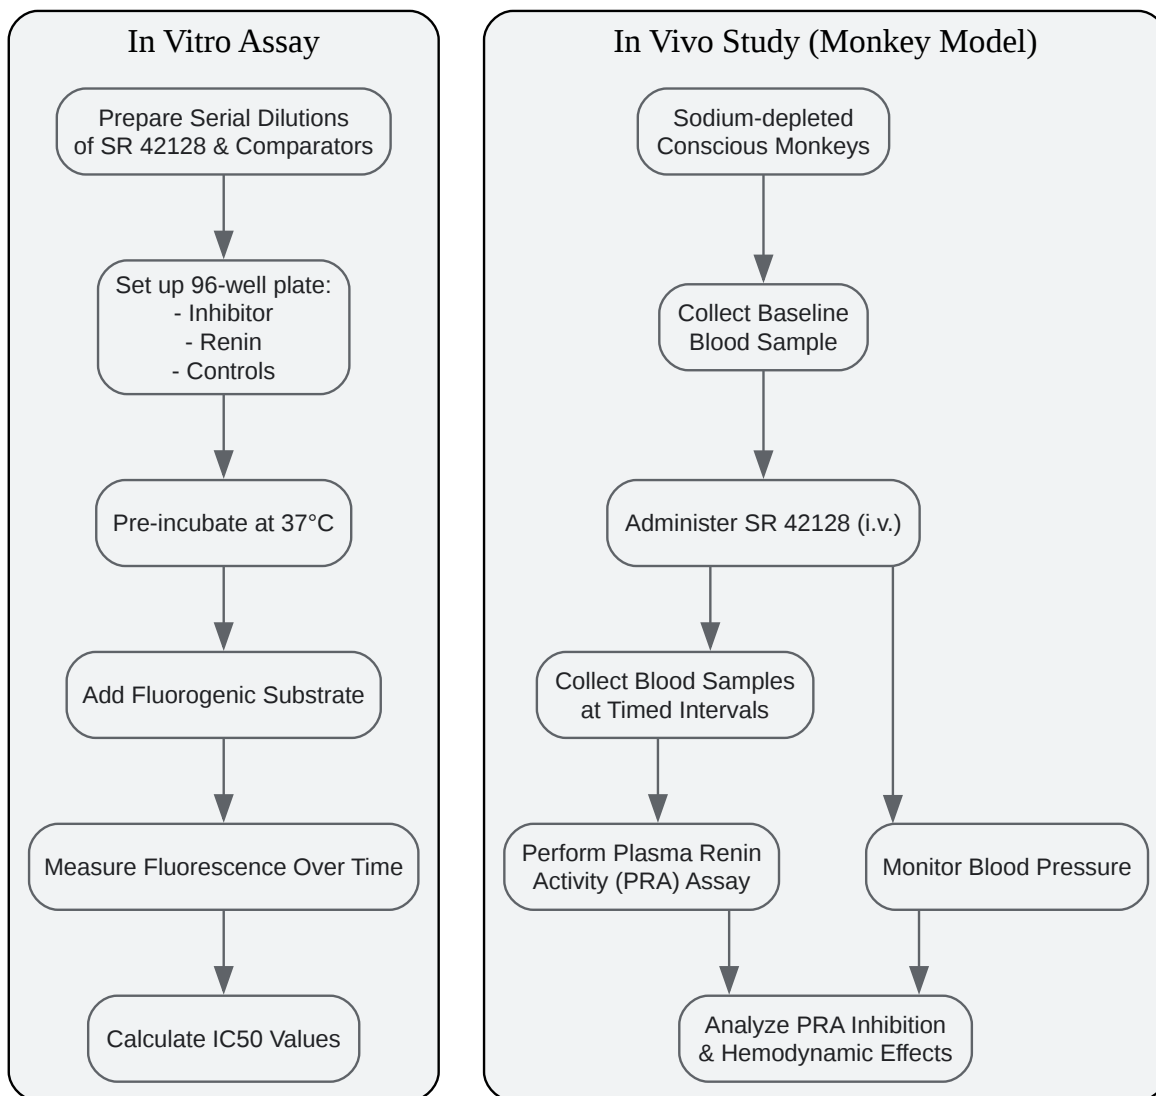 In Vitro Assay
Prepare Serial Dilutions
of SR 42128 & Comparators
Set up 96-well plate:
- Inhibitor
- Renin
- Controls
Pre-incubate at 37°C
Add Fluorogenic Substrate
Measure Fluorescence Over Time
Calculate IC50 Values
In Vivo Study (Monkey Model)
Sodium-depleted
Conscious Monkeys
Collect Baseline
Blood Sample
Administer SR 42128 (i.v.)
Collect Blood Samples
at Timed Intervals
Perform Plasma Renin
Activity (PRA) Assay
Monitor Blood Pressure
Analyze PRA Inhibition
& Hemodynamic Effects